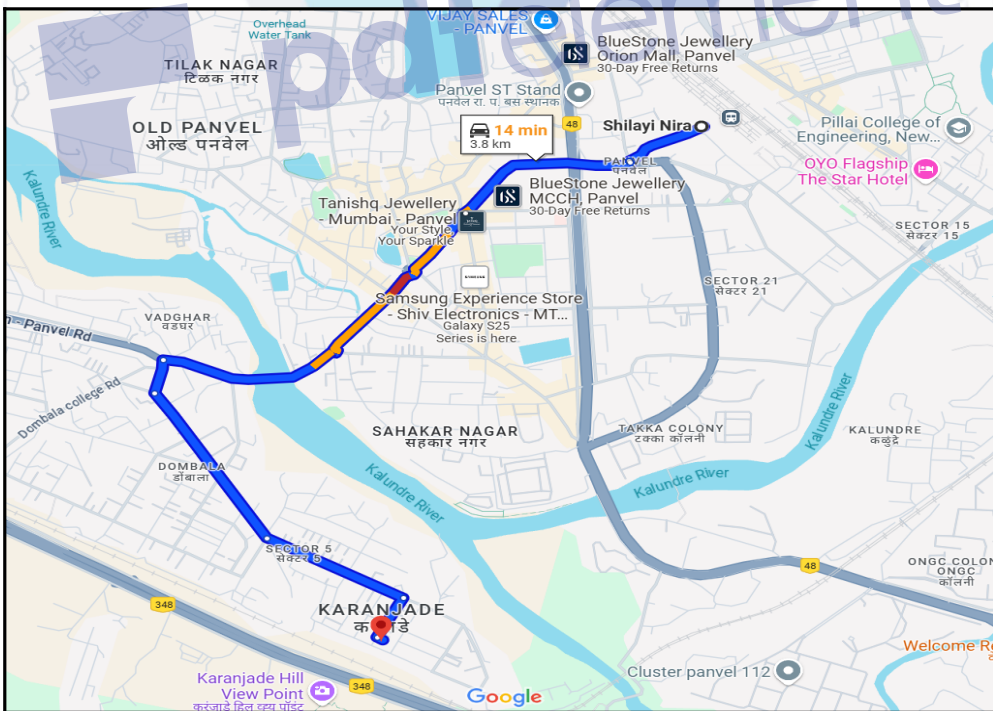 VIJAY SALES
- PANVEL
Overhead
Water Tank
BlueStone Jewellery
Orion Mall, Panvel
30-Day Free Returns
TILAK NAGAR
टिळक नगर
Panvel ST Stand
पनवेल रा. प. बस स्थानक
OLD PANVEL
ओल्ड पनवेल
14 min
3.8 km
48
Shilayi Nira
Pillai College of
Engineering, New...
PANVEL
पनवेल
OYO Flagship
The Star Hotel
BlueStone Jewellery
MCCH, Panvel
30-Day Free Returns
Tanishq Jewellery
- Mumbai - Panvel
Your Style,
Your Sparkle
Kalundre River
SECTOR 15
सेक्टर 15
SECTOR 21
सेक्टर 21
Samsung Experience Store
- Shiv Electronics - MT...
Galaxy S25
Series is here
VADGHAR
वडघर
- Panvel Rd
Dombala college Rd
SAHAKAR NAGAR
सहकार नगर
TAKKA COLONY
टक्का कॉलनी
KALUNDRE
कळुंद्रे
Kalundre River
DOMBALA
डोंबाला
Kalundre River
Kalundre River
SECTOR 5
सेक्टर 5
48
ONGC COLON
ONGC
कॉलनी
348
KARANJADE
Welcome
Cluster panvel 112
Karanjade Hill
View Point
करंजाडे हिल व्ह्यू पॉइंट
348
Google